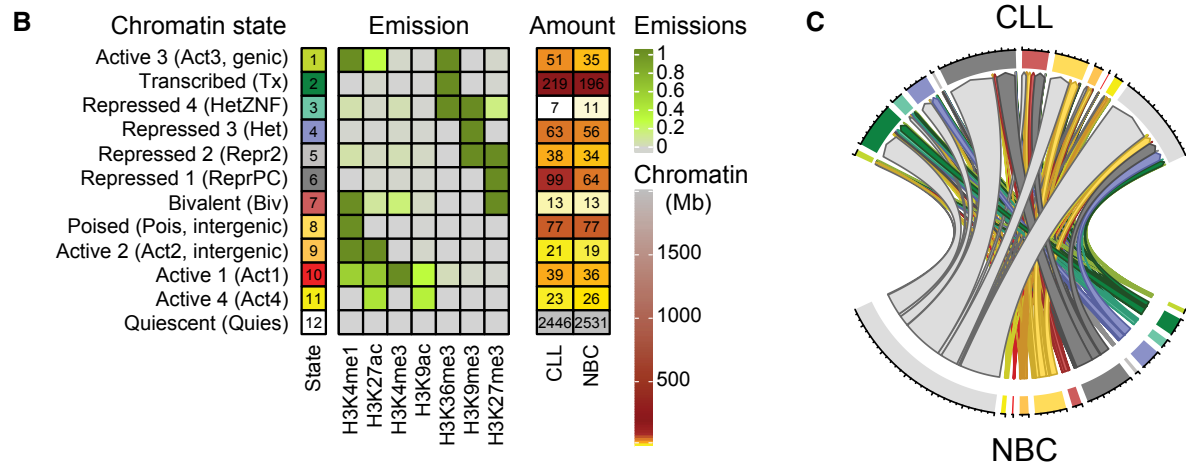 B
Chromatin state
Emission
Amount
Emissions
C
CLL
Active 3 (Act3, genic) 1 51 35
Transcribed (Tx) 2 219 196
Repressed 4 (HetZNF) 3 7 11
Repressed 3 (Het) 4 63 56
Repressed 2 (Repr2) 5 38 34
Repressed 1 (ReprPC) 6 99 64
Bivalent (Biv) 7 13 13
Poised (Pois, intergenic) 8 77 77
Active 2 (Act2, intergenic) 9 21 19
Active 1 (Act1) 10 39 36
Active 4 (Act4) 11 23 26
Quiescent (Quies) 12 2446 2531
State
H3K4me1
H3K27ac
H3K4me3
H3K9ac
H3K36me3
H3K9me3
H3K27me3
CLL
NBC
1
0.8
0.6
0.4
0.2
0
Chromatin
(Mb)
1500
1000
500
NBC